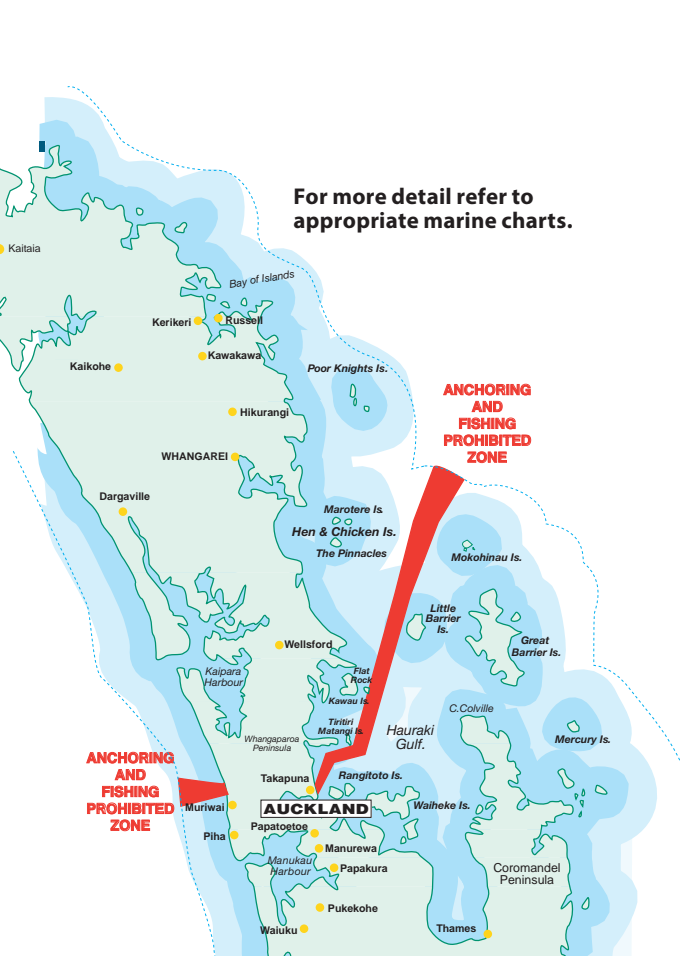 For more detail refer to
appropriate marine charts.
Kaitaia
Bay of Islands
Kerikeri
Russell
Kawakawa
Kaikohe
Poor Knights Is.
ANCHORING
AND
FISHING
PROHIBITED
ZONE
Hikurangi
WHANGAREI
Dargaville
Marotere Is.
Hen & Chicken Is.
The Pinnacles
Mokohinau Is.
Little
Barrier
Is.
Great
Barrier Is.
Wellsford
Kaipara
Harbour
Flat
Rock
Kawau Is.
C.Colville
Tiritiri
Matangi Is.
Hauraki
Gulf.
Whangaparoa
Peninsula
Mercury Is.
ANCHORING
AND
FISHING
PROHIBITED
ZONE
Takapuna
Rangitoto Is.
Muriwai
AUCKLAND
Waiheke Is.
Papatoetoe
Piha
Manurewa
Manukau
Harbour
Papakura
Coromandel
Peninsula
Pukekohe
Waiuku
Thames